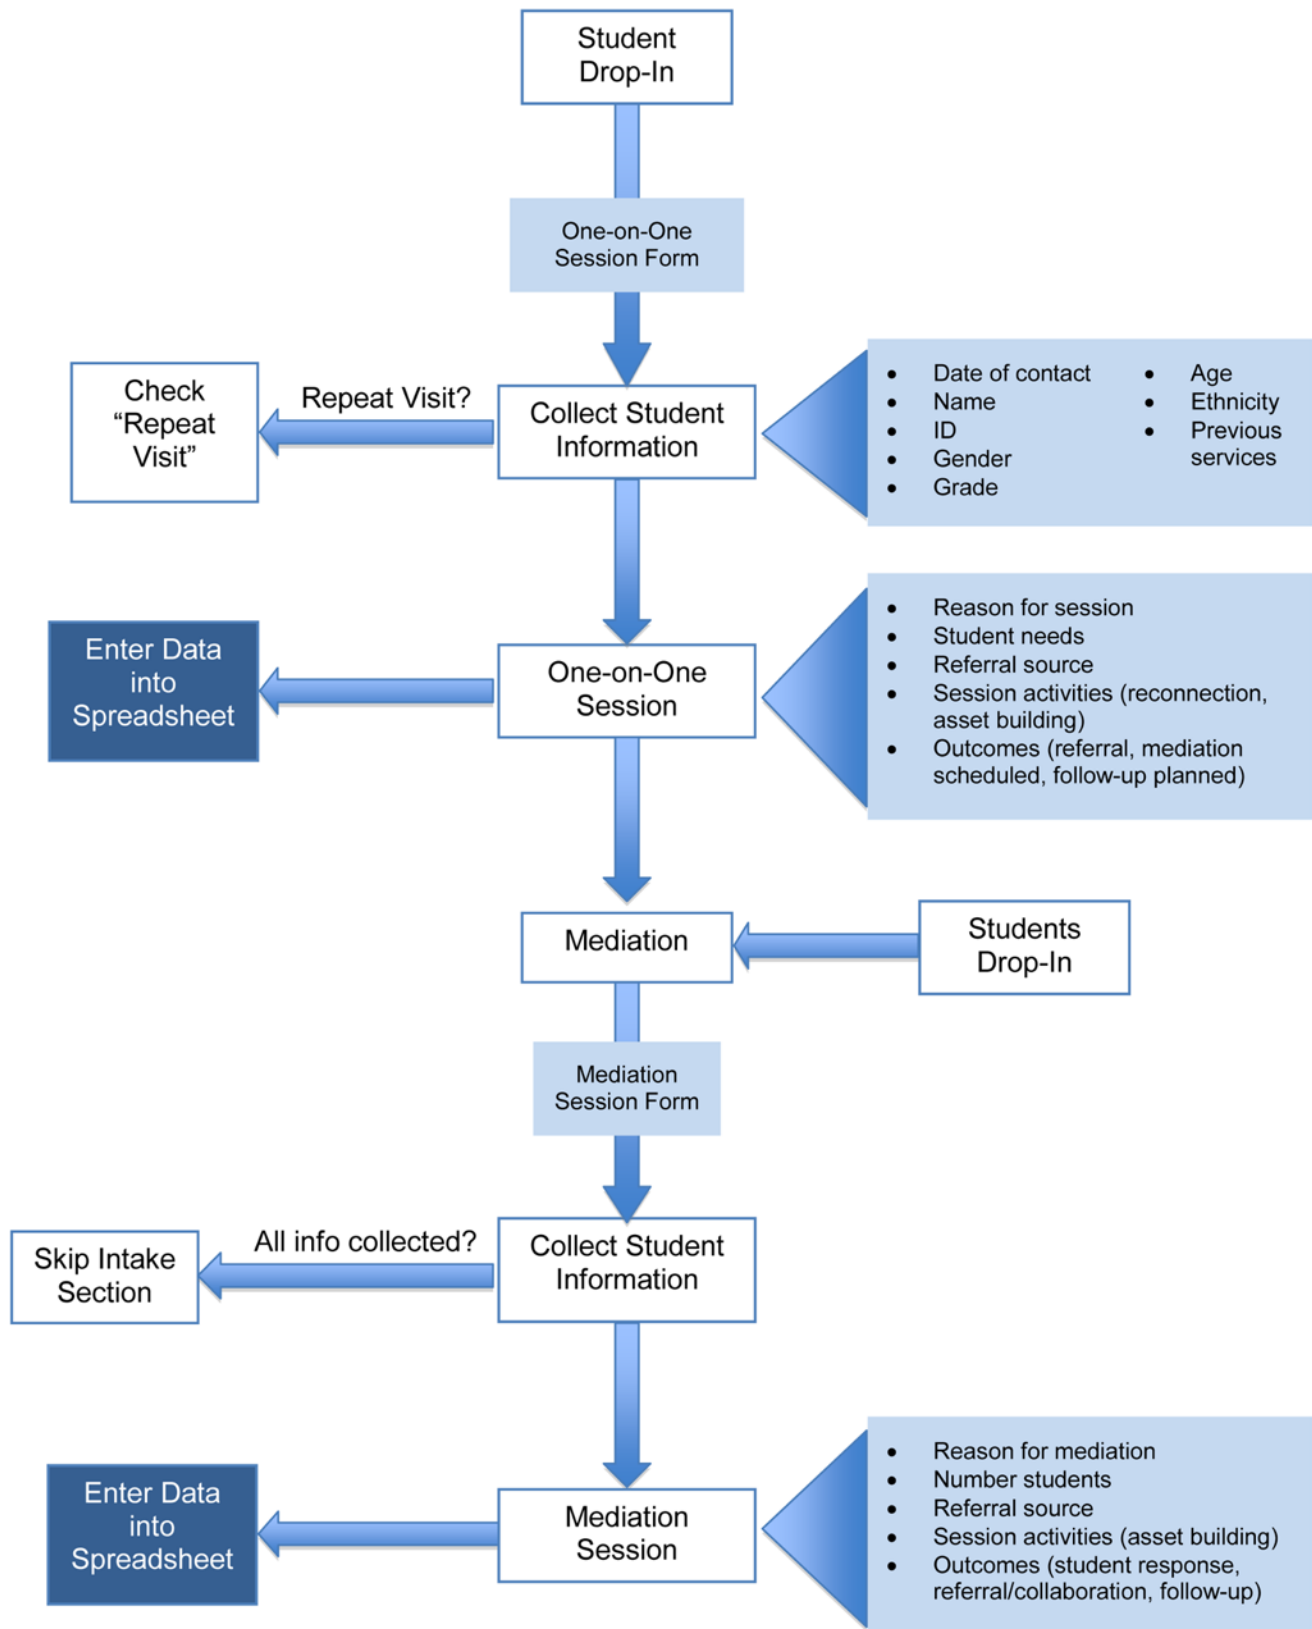 Student
Drop-In
One-on-One
Session Form
Check
“Repeat
Visit”
Repeat Visit?
Collect Student
Information
• Date of contact
• Name
• ID
• Gender
• Grade
• Age
• Ethnicity
• Previous
services
Enter Data
into
Spreadsheet
One-on-One
Session
• Reason for session
• Student needs
• Referral source
• Session activities (reconnection,
asset building)
• Outcomes (referral, mediation
scheduled, follow-up planned)
Mediation
Students
Drop-In
Mediation
Session Form
Skip Intake
Section
All info collected?
Collect Student
Information
Enter Data
into
Spreadsheet
Mediation
Session
• Reason for mediation
• Number students
• Referral source
• Session activities (asset building)
• Outcomes (student response,
referral/collaboration, follow-up)